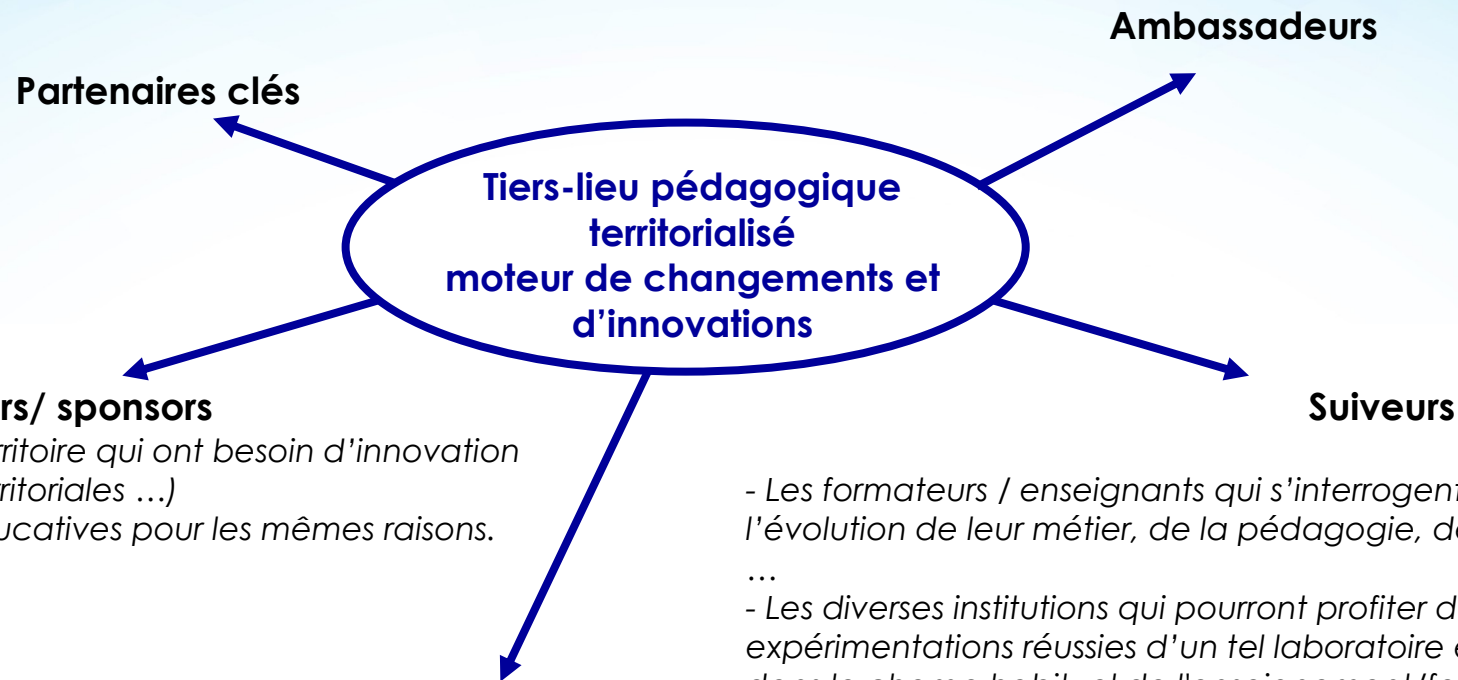 Ambassadeurs
Partenaires clés
Tiers-lieu pédagogique
territorialisé
moteur de changements et
d’innovations
rs/ sponsors
ritoire qui ont besoin d’innovation
ritoriales …)
ucatives pour les mêmes raisons.
Suiveurs
- Les formateurs / enseignants qui s’interrogent
l’évolution de leur métier, de la pédagogie, de
…
- Les diverses institutions qui pourront profiter d
expérimentations réussies d’un tel laboratoire e